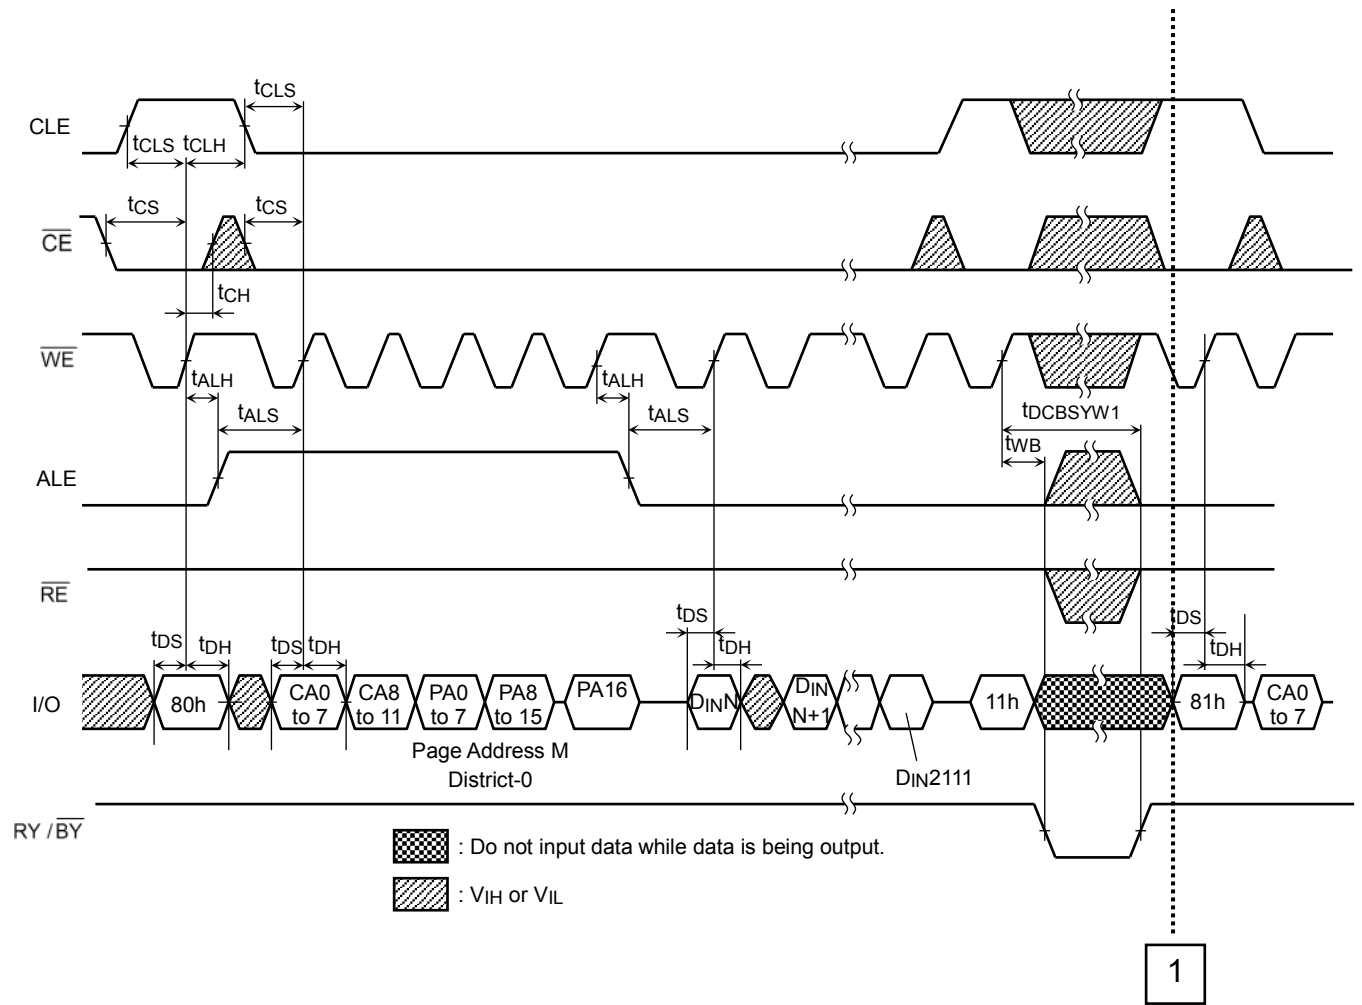 tCLS
CLE
tCLS tCLH
tCS tCS
CE
tCH
WE
tALH tALH
tALS tALS tDCBSYW1
tWB
ALE
RE
tDS tDH tDS tDH tDS tDH tDS tDH
I/O
80h
CA0 to 7
CA8 to 11
PA0 to 7
PA8 to 15
PA16
DINN
DIN N+1
11h
81h
CA0 to 7
Page Address M
District-0
DIN2111
RY / BY
: Do not input data while data is being output.
: VIH or VIL
1